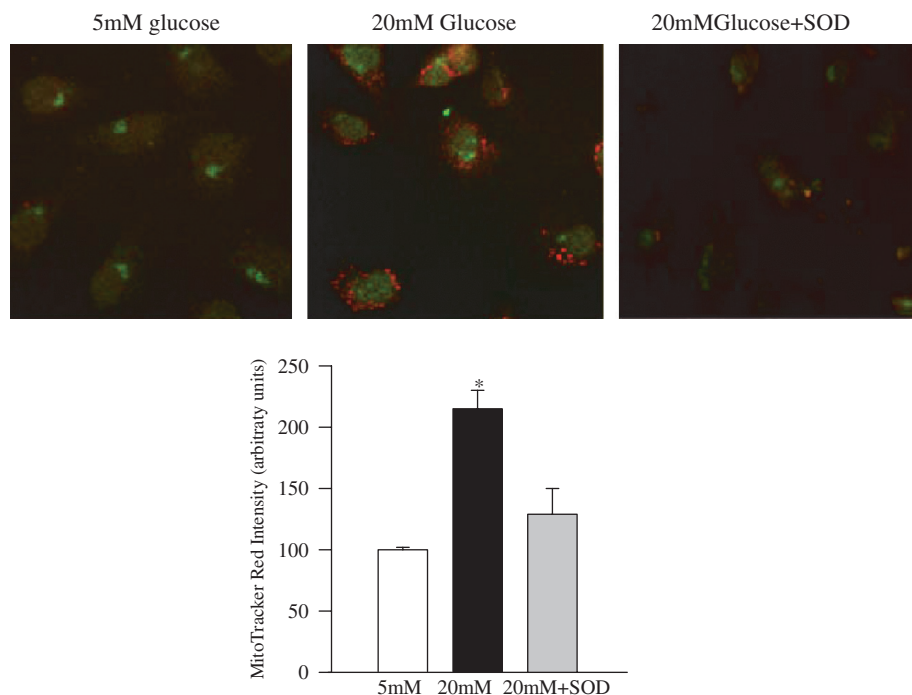 5mM glucose
20mM Glucose
20mMGlucose+SOD
MitoTracker Red Intensity (arbitraty units)
250
200
150
100
50
0
*
5mM
20mM
20mM+SOD